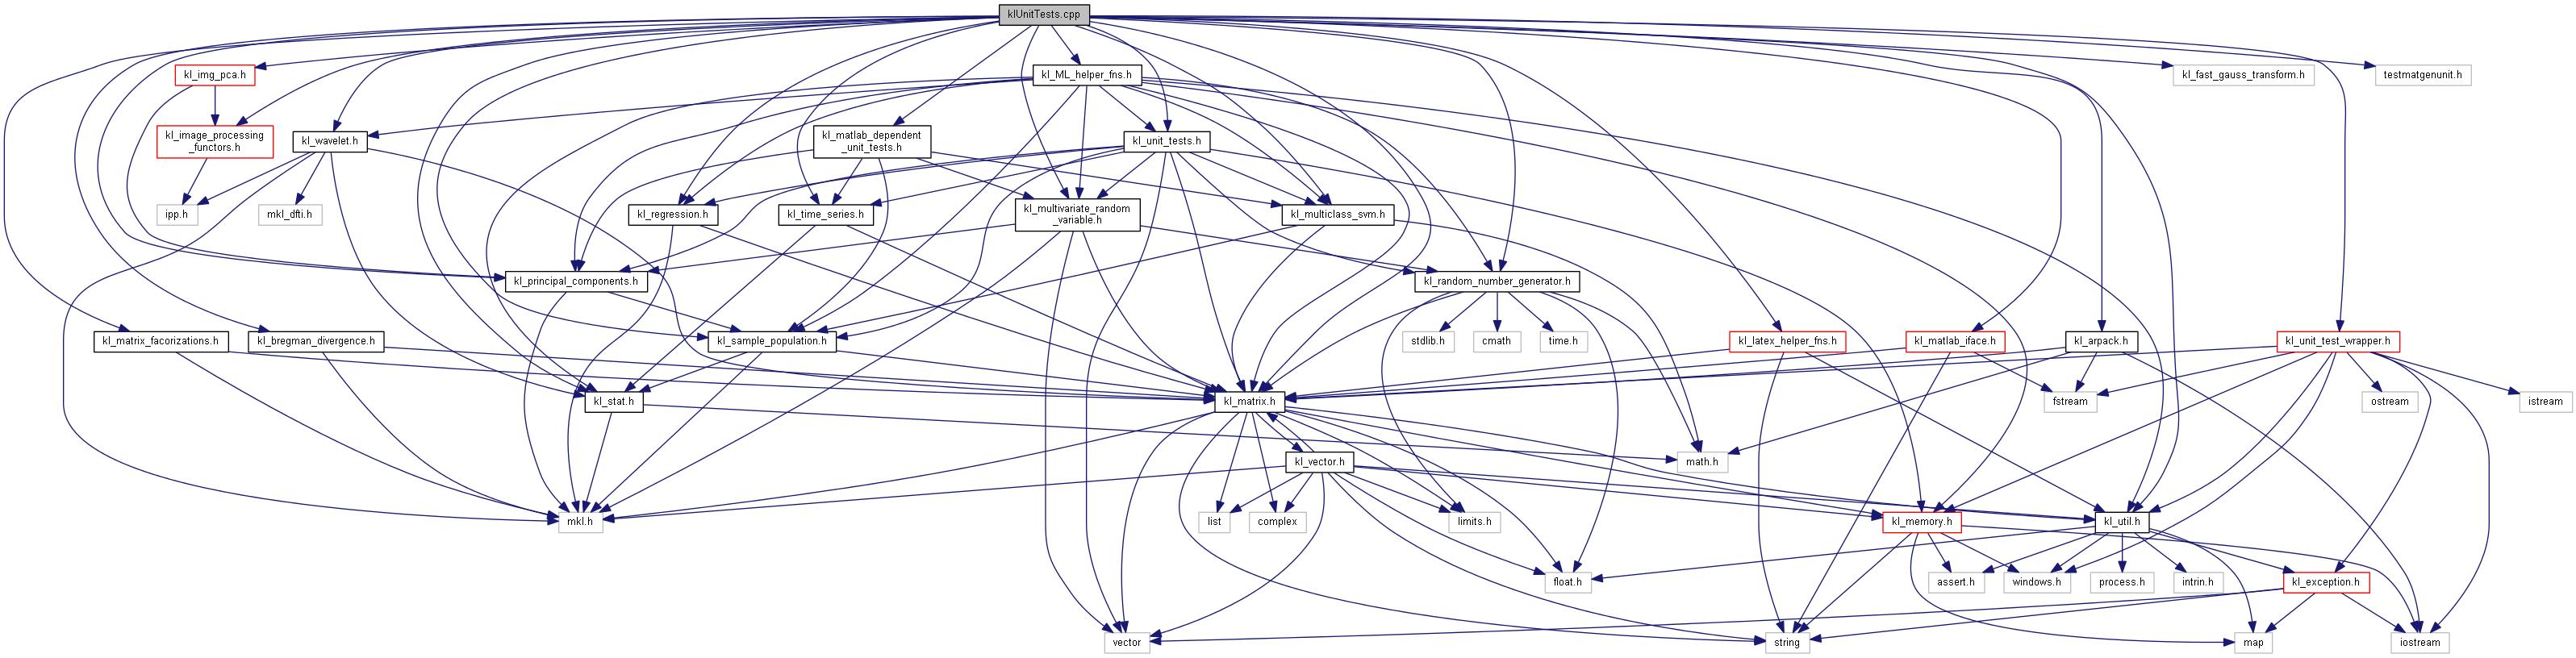 klUnitTests.cpp
kl_img_pca.h
kl_ML_helper_fns.h
kl_fast_gauss_transform.h
testmatgenunit.h
kl_image_processing
_functors.h
kl_wavelet.h
kl_matlab_dependent
_unit_tests.h
kl_unit_tests.h
ipp.h
mkl_dfti.h
kl_regression.h
kl_time_series.h
kl_multivariate_random
_variable.h
kl_multiclass_svm.h
kl_principal_components.h
kl_random_number_generator.h
kl_matrix_factorizations.h
kl_bregman_divergence.h
kl_sample_population.h
stdlib.h
cmath
time.h
kl_latex_helper_fns.h
kl_matlab_iface.h
kl_arpack.h
kl_unit_test_wrapper.h
kl_stat.h
kl_matrix.h
fstream
ostream
istream
kl_vector.h
math.h
mkl.h
list
complex
limits.h
kl_memory.h
kl_util.h
float.h
assert.h
windows.h
process.h
intrin.h
kl_exception.h
vector
string
map
iostream